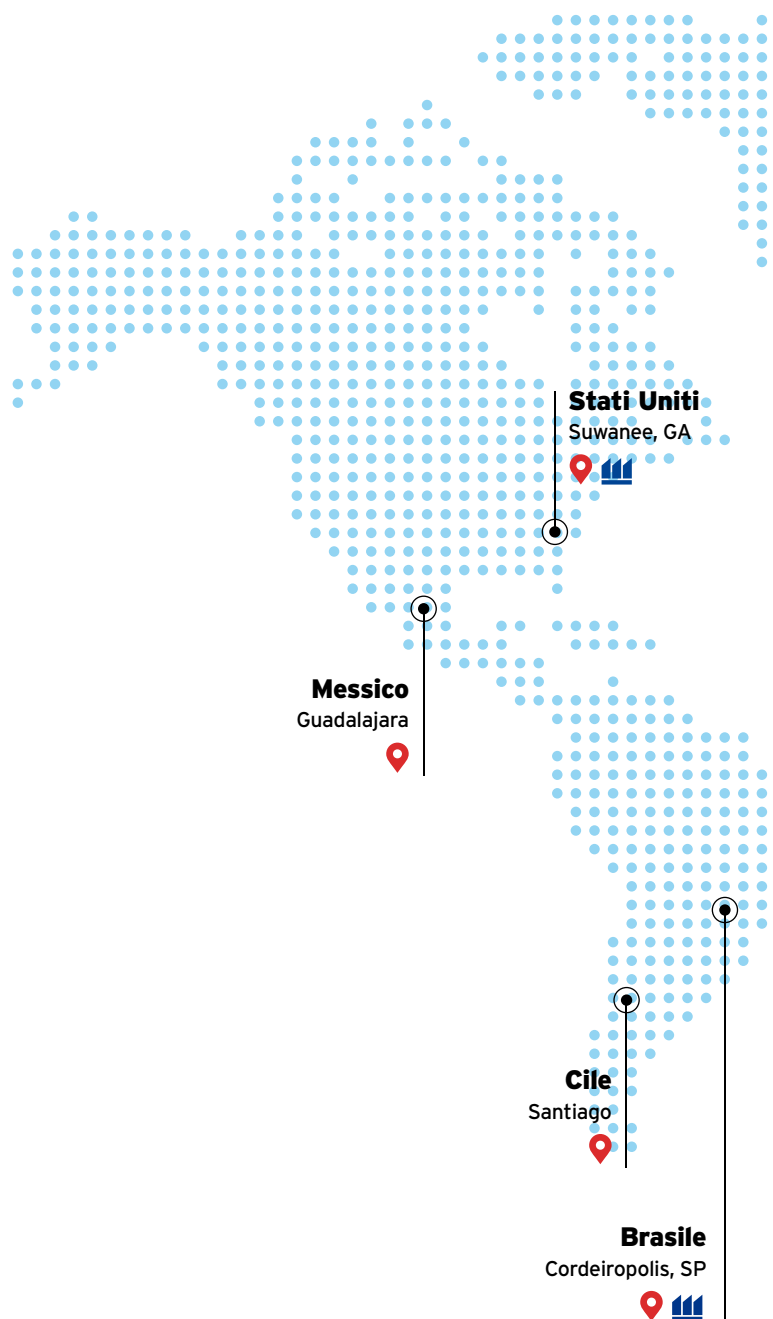 Stati Uniti
Suwanee, GA
Messico
Guadalajara
Cile
Santiago
Brasile
Cordeiropolis, SP